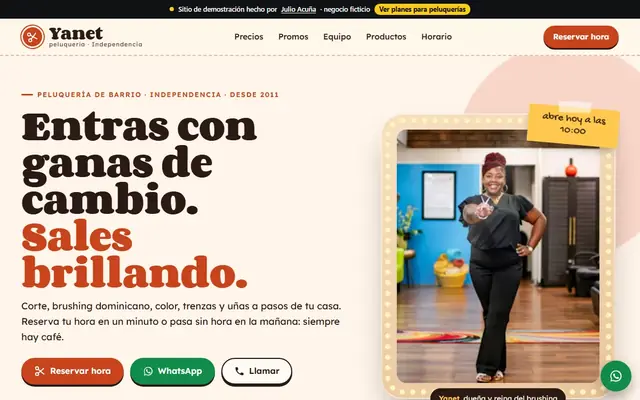 Sitio de demostración hecho por Julio Acuña - negocio ficticio Ver planes para peluquerías
Yanet
peluquería · Independencia
Precios Promos Equipo Productos Horario
Reservar hora
PELUQUERÍA DE BARRIO · INDEPENDENCIA · DESDE 2011
Entras con
ganas de
cambio.
Sales
brillando.
Corte, brushing dominicano, color, trenzas y uñas a pasos de tu casa.
Reserva tu hora en un minuto o pasa sin hora en la mañana: siempre
hay café.
Reservar hora WhatsApp Llamar
abre hoy a las
10:00
Yanet, dueña y reina del brushing